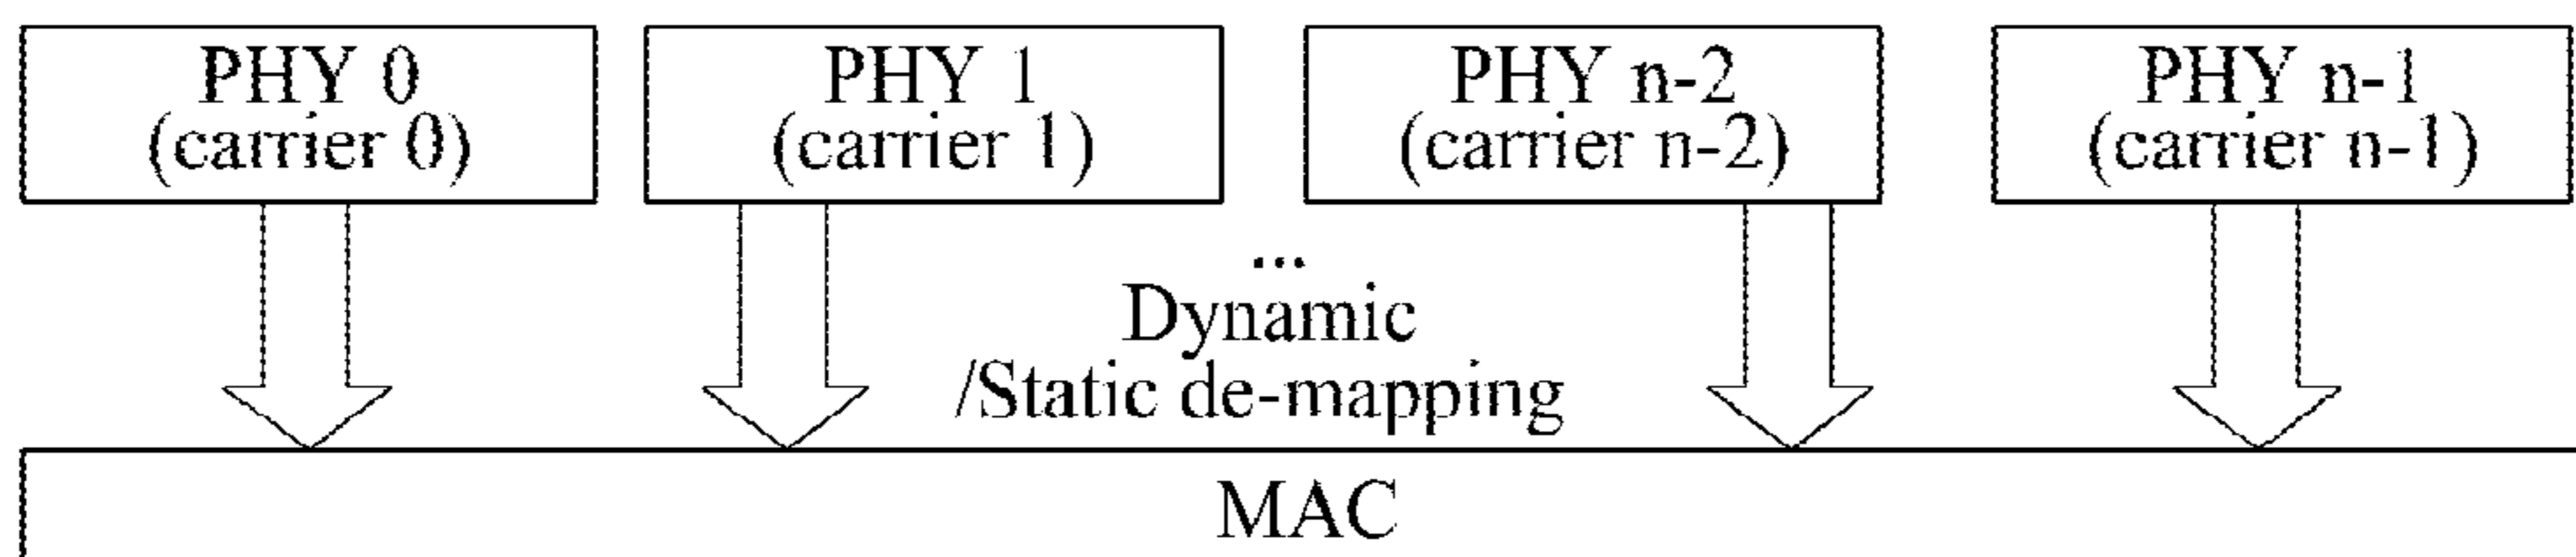 PHY 0
(carrier 0)
PHY 1
(carrier 1)
PHY n-2
(carrier n-2)
PHY n-1
(carrier n-1)
...
Dynamic
/Static de-mapping
MAC